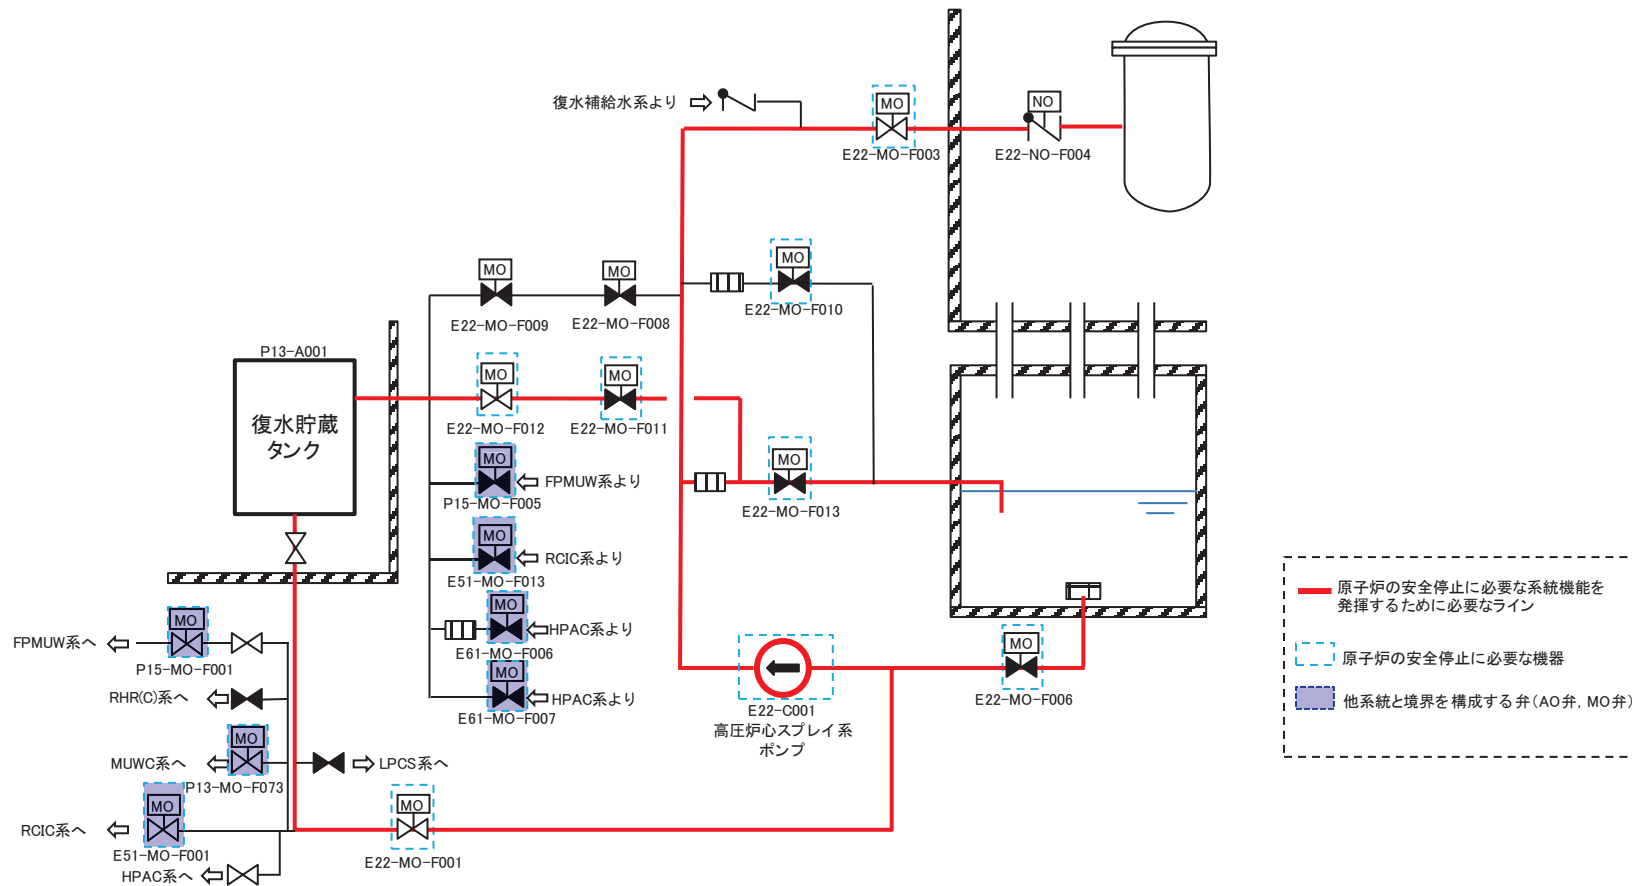 復水補給水系より
MO
E22-MO-F003
NO
E22-NO-F004
MO
E22-MO-F009
MO
E22-MO-F008
MO
E22-MO-F010
P13-A001
復水貯蔵
タンク
MO
E22-MO-F012
MO
E22-MO-F011
MO
FPMUW系より
P15-MO-F005
MO
E22-MO-F013
MO
RCIC系より
E51-MO-F013
MO
HPAC系より
E61-MO-F006
MO
HPAC系より
E61-MO-F007
FPMUW系へ
MO
P15-MO-F001
RHR(C)系へ
MUWC系へ
MO
P13-MO-F073
LPCS系へ
RCIC系へ
MO
E51-MO-F001
HPAC系へ
MO
E22-MO-F001
E22-C001
高圧炉心スプレイ系
ポンプ
MO
E22-MO-F006
原子炉の安全停止に必要な系統機能を
発揮するために必要なライン
原子炉の安全停止に必要な機器
他系統と境界を構成する弁(AO弁, MO弁)